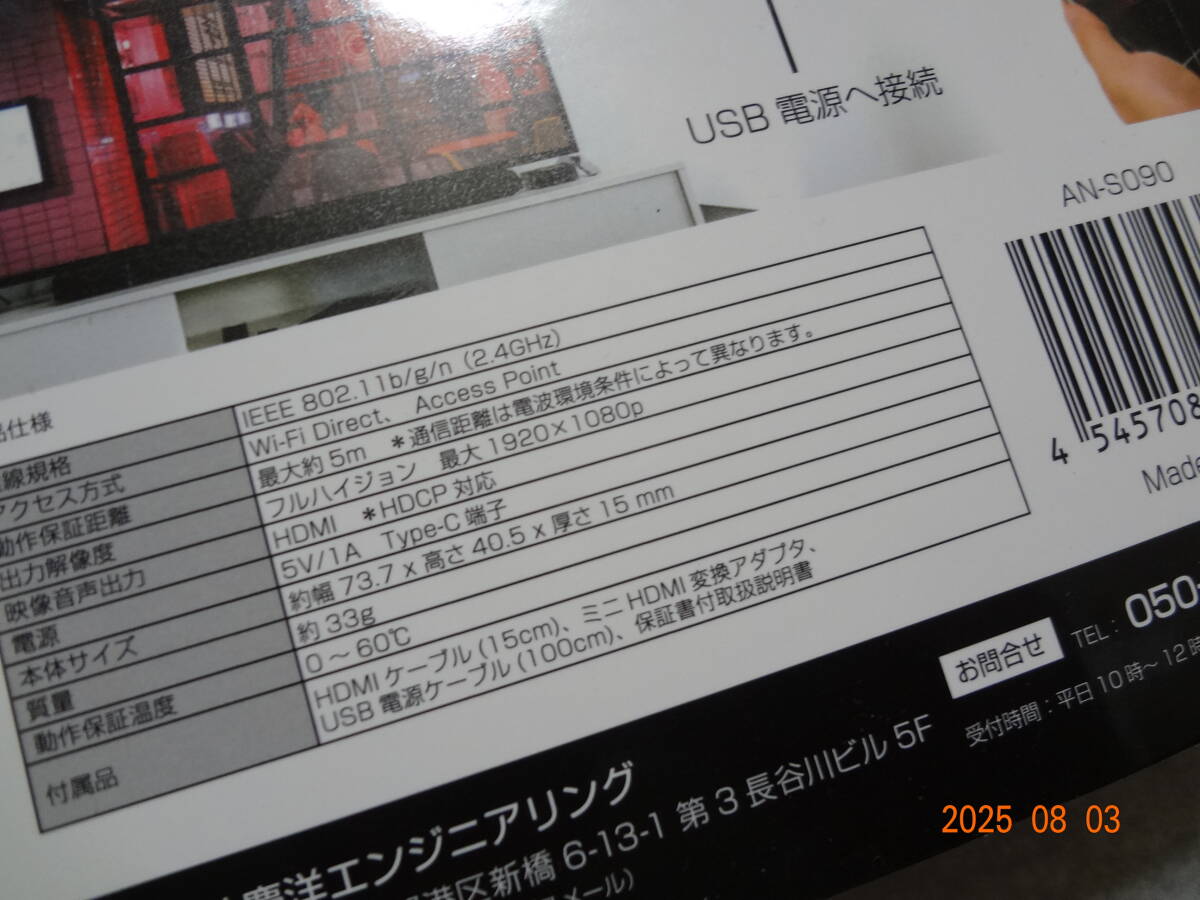 USB 電源へ接続
AN-S090
4 545708
Made
品仕様
線規格 IEEE 802.11b/g/n (2.4GHz)
アクセス方式 Wi-Fi Direct、 Access Point
動作保証距離 最大約5m *通信距離は電波環境条件によって異なります。
出力解像度 フルハイジョン 最大 1920×1080p
映像音声出力 HDMI *HDCP 対応
電源 5V/1A Type-C 端子
本体サイズ 約幅 73.7 x 高さ 40.5 x 厚さ 15 mm
質量 約 33g
動作保証温度 0～60℃
付属品 HDMI ケーブル (15cm)、ミニ HDMI 変換アダプタ、
USB 電源ケーブル (100cm)、保証書付取扱説明書
お問合せ TEL: 050-
受付時間：平日 10 時～ 12 時
慶洋エンジニアリング
港区新橋 6-13-1 第 3 長谷川ビル 5F
メール)
2025 08 03